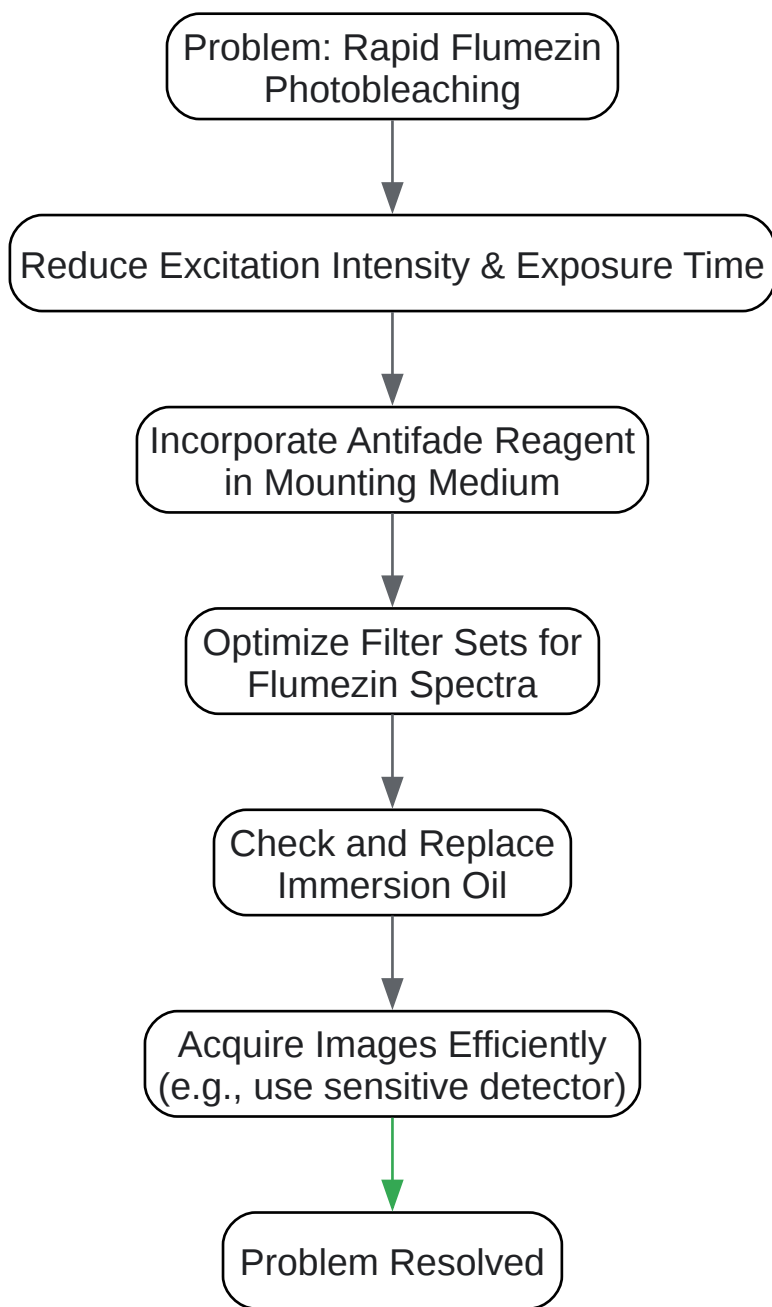 Problem: Rapid Flumezin
Photobleaching
Reduce Excitation Intensity & Exposure Time
Incorporate Antifade Reagent
in Mounting Medium
Optimize Filter Sets for
Flumezin Spectra
Check and Replace
Immersion Oil
Acquire Images Efficiently
(e.g., use sensitive detector)
Problem Resolved